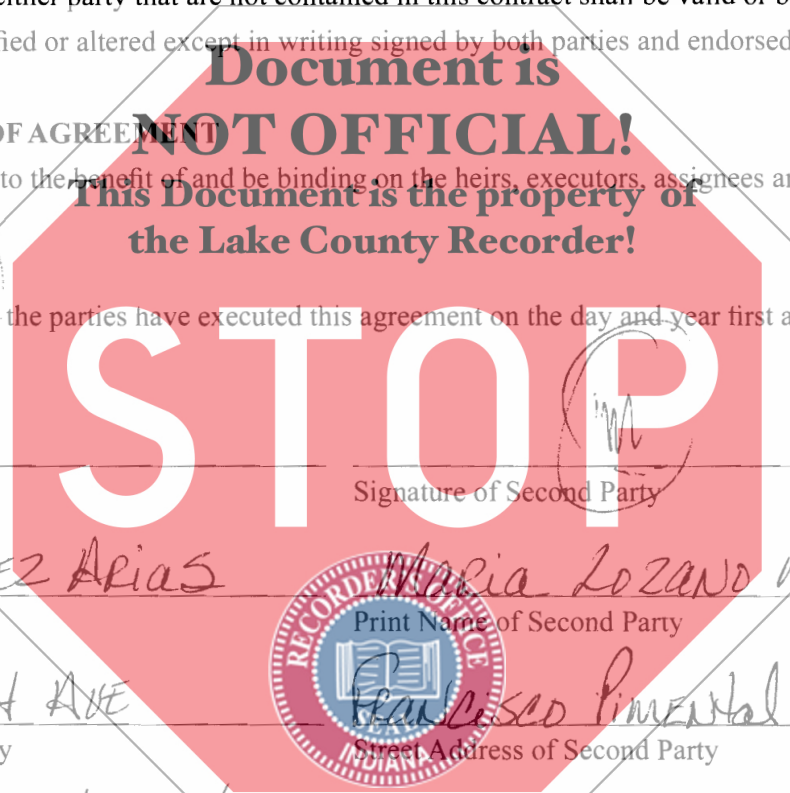 either party that are not contained in this contract shall be valid or b
fied or altered except in writing signed by both parties and endorsed
Document is
OF AGREEMENT
NOT OFFICIAL!
to the benefit of and be binding on the heirs, executors, assignees an
This Document is the property of
the Lake County Recorder!
the parties have executed this agreement on the day and year first a
STOP
Signature of Second Party
ez Arias Maria Lozano
Print Name of Second Party
RECORDER'S OFFICE
SEAL
INDIANA
Ave Francisco Pimental
y Street Address of Second Party